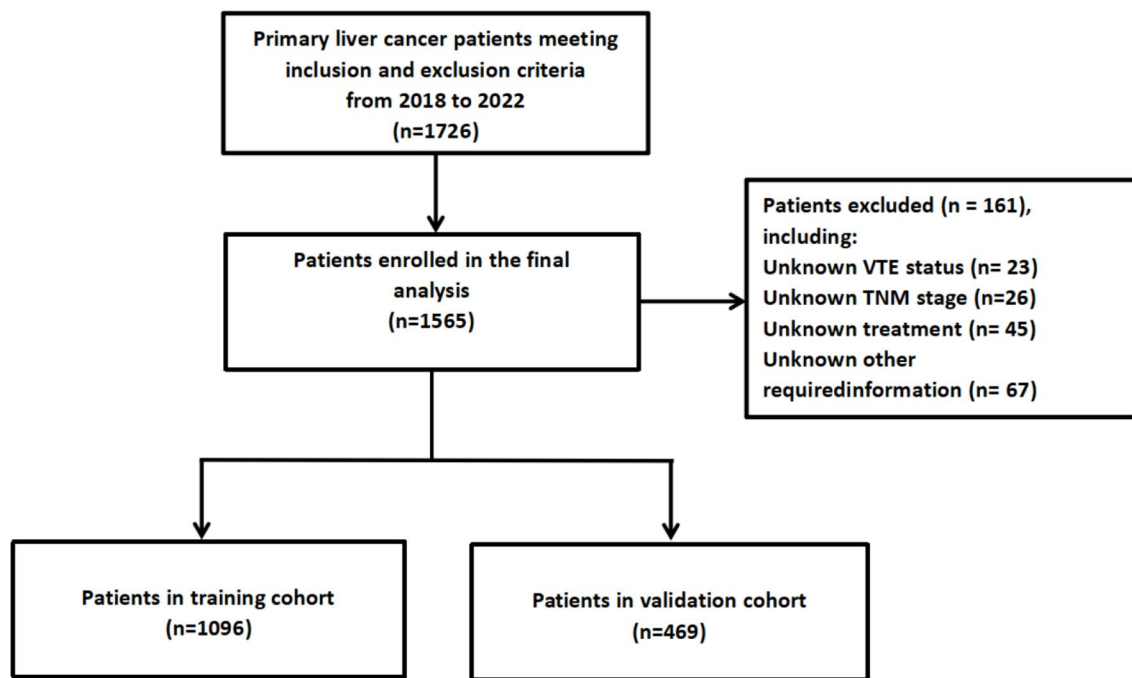 Primary liver cancer patients meeting
inclusion and exclusion criteria
from 2018 to 2022
(n=1726)
Patients enrolled in the final
analysis
(n=1565)
Patients excluded (n = 161),
including:
Unknown VTE status (n= 23)
Unknown TNM stage (n=26)
Unknown treatment (n= 45)
Unknown other
requiredinformation (n= 67)
Patients in training cohort
(n=1096)
Patients in validation cohort
(n=469)